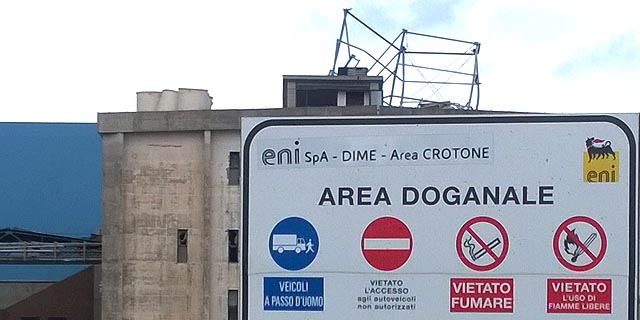 eni SpA - DIME - Area CROTONE
eni
AREA DOGANALE
VEICOLI
A PASSO D'UOMO
VIETATO
L'ACCESSO
agli autoveicoli
non autorizzati
VIETATO
FUMARE
VIETATO
L'USO DI
FIAMME LIBERE